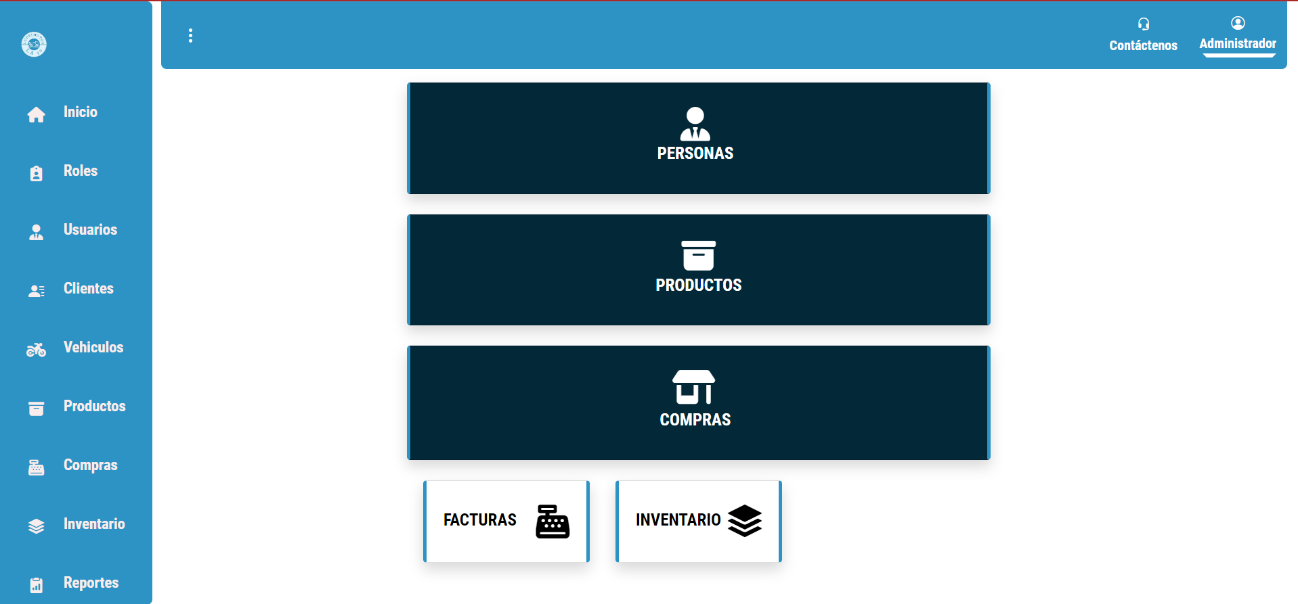 Contáctenos
Administrador
Inicio
Roles
Usuarios
Clientes
Vehiculos
Productos
Compras
Inventario
Reportes
PERSONAS
PRODUCTOS
COMPRAS
FACTURAS
INVENTARIO